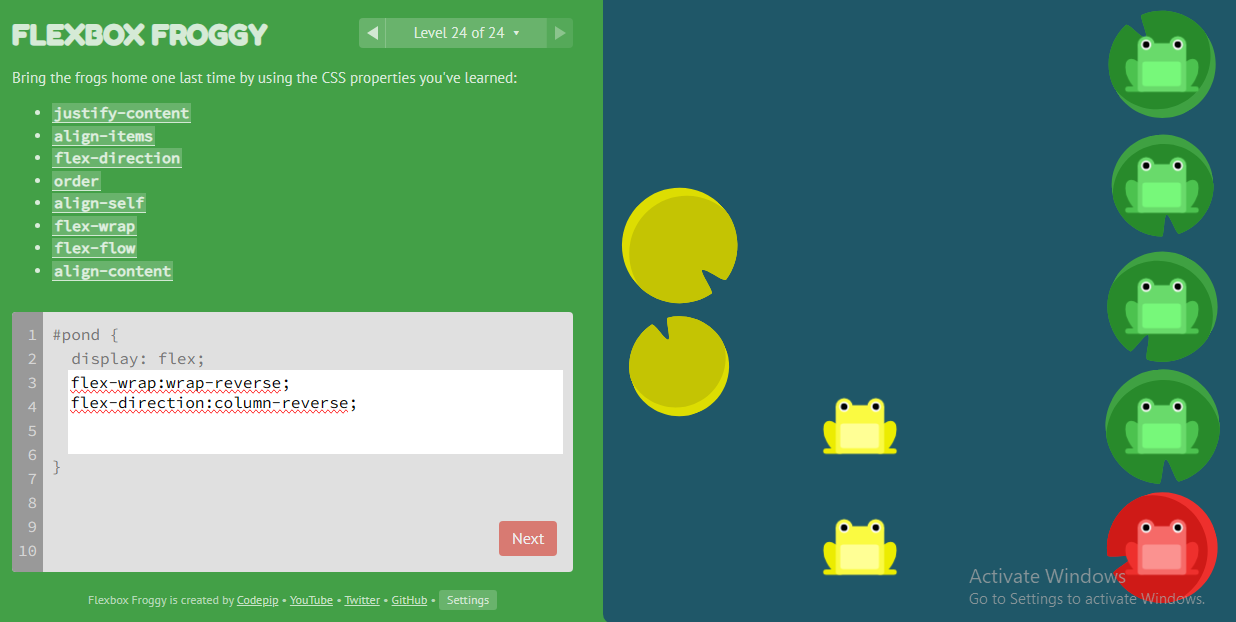 FLEXBOX FROGGY
◀ Level 24 of 24 ▾ ▶
Bring the frogs home one last time by using the CSS properties you've learned:
• justify-content
• align-items
• flex-direction
• order
• align-self
• flex-wrap
• flex-flow
• align-content
1 #pond {
2 display: flex;
3 flex-wrap:wrap-reverse;
4 flex-direction:column-reverse;
5
6 }
7
8
9
10
Next
Flexbox Froggy is created by Codepip • YouTube • Twitter • GitHub • Settings
Activate Windows
Go to Settings to activate Windows.